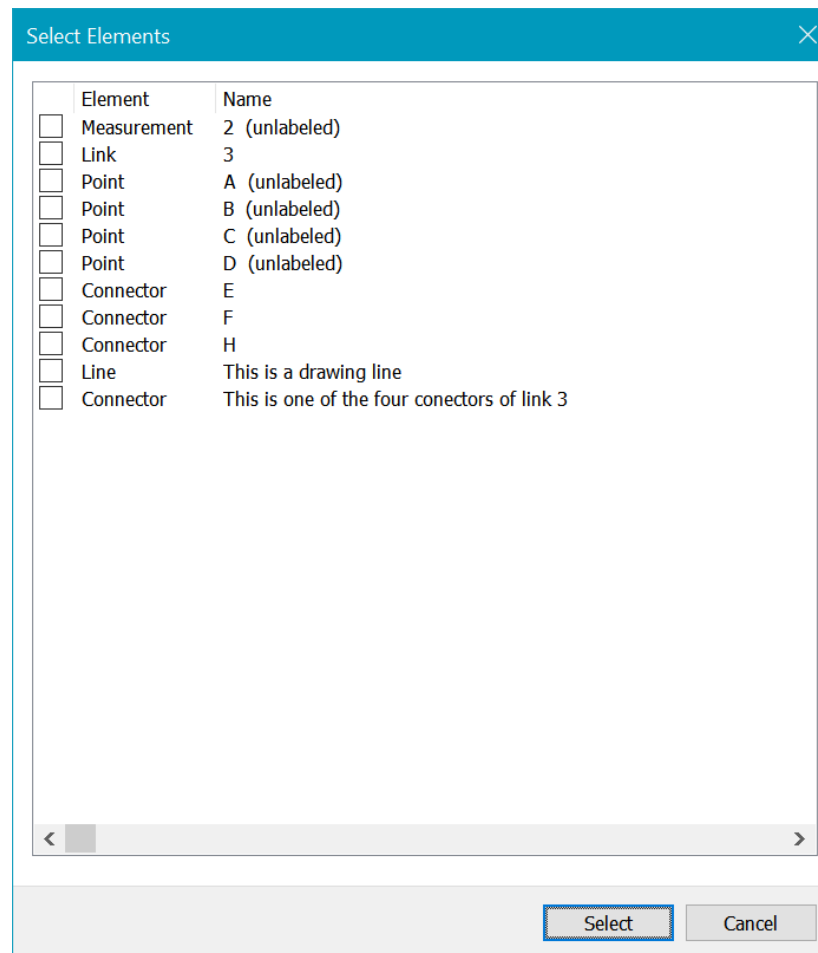 Select Elements
Element Name
Measurement 2 (unlabeled)
Link 3
Point A (unlabeled)
Point B (unlabeled)
Point C (unlabeled)
Point D (unlabeled)
Connector E
Connector F
Connector H
Line This is a drawing line
Connector This is one of the four conectors of link 3
Select Cancel